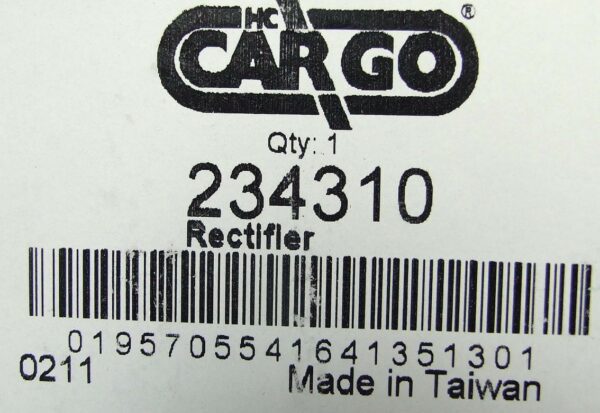 HC
CARGO®
Qty: 1
234310
Rectifier
0195705541641351301
0211
Made in Taiwan